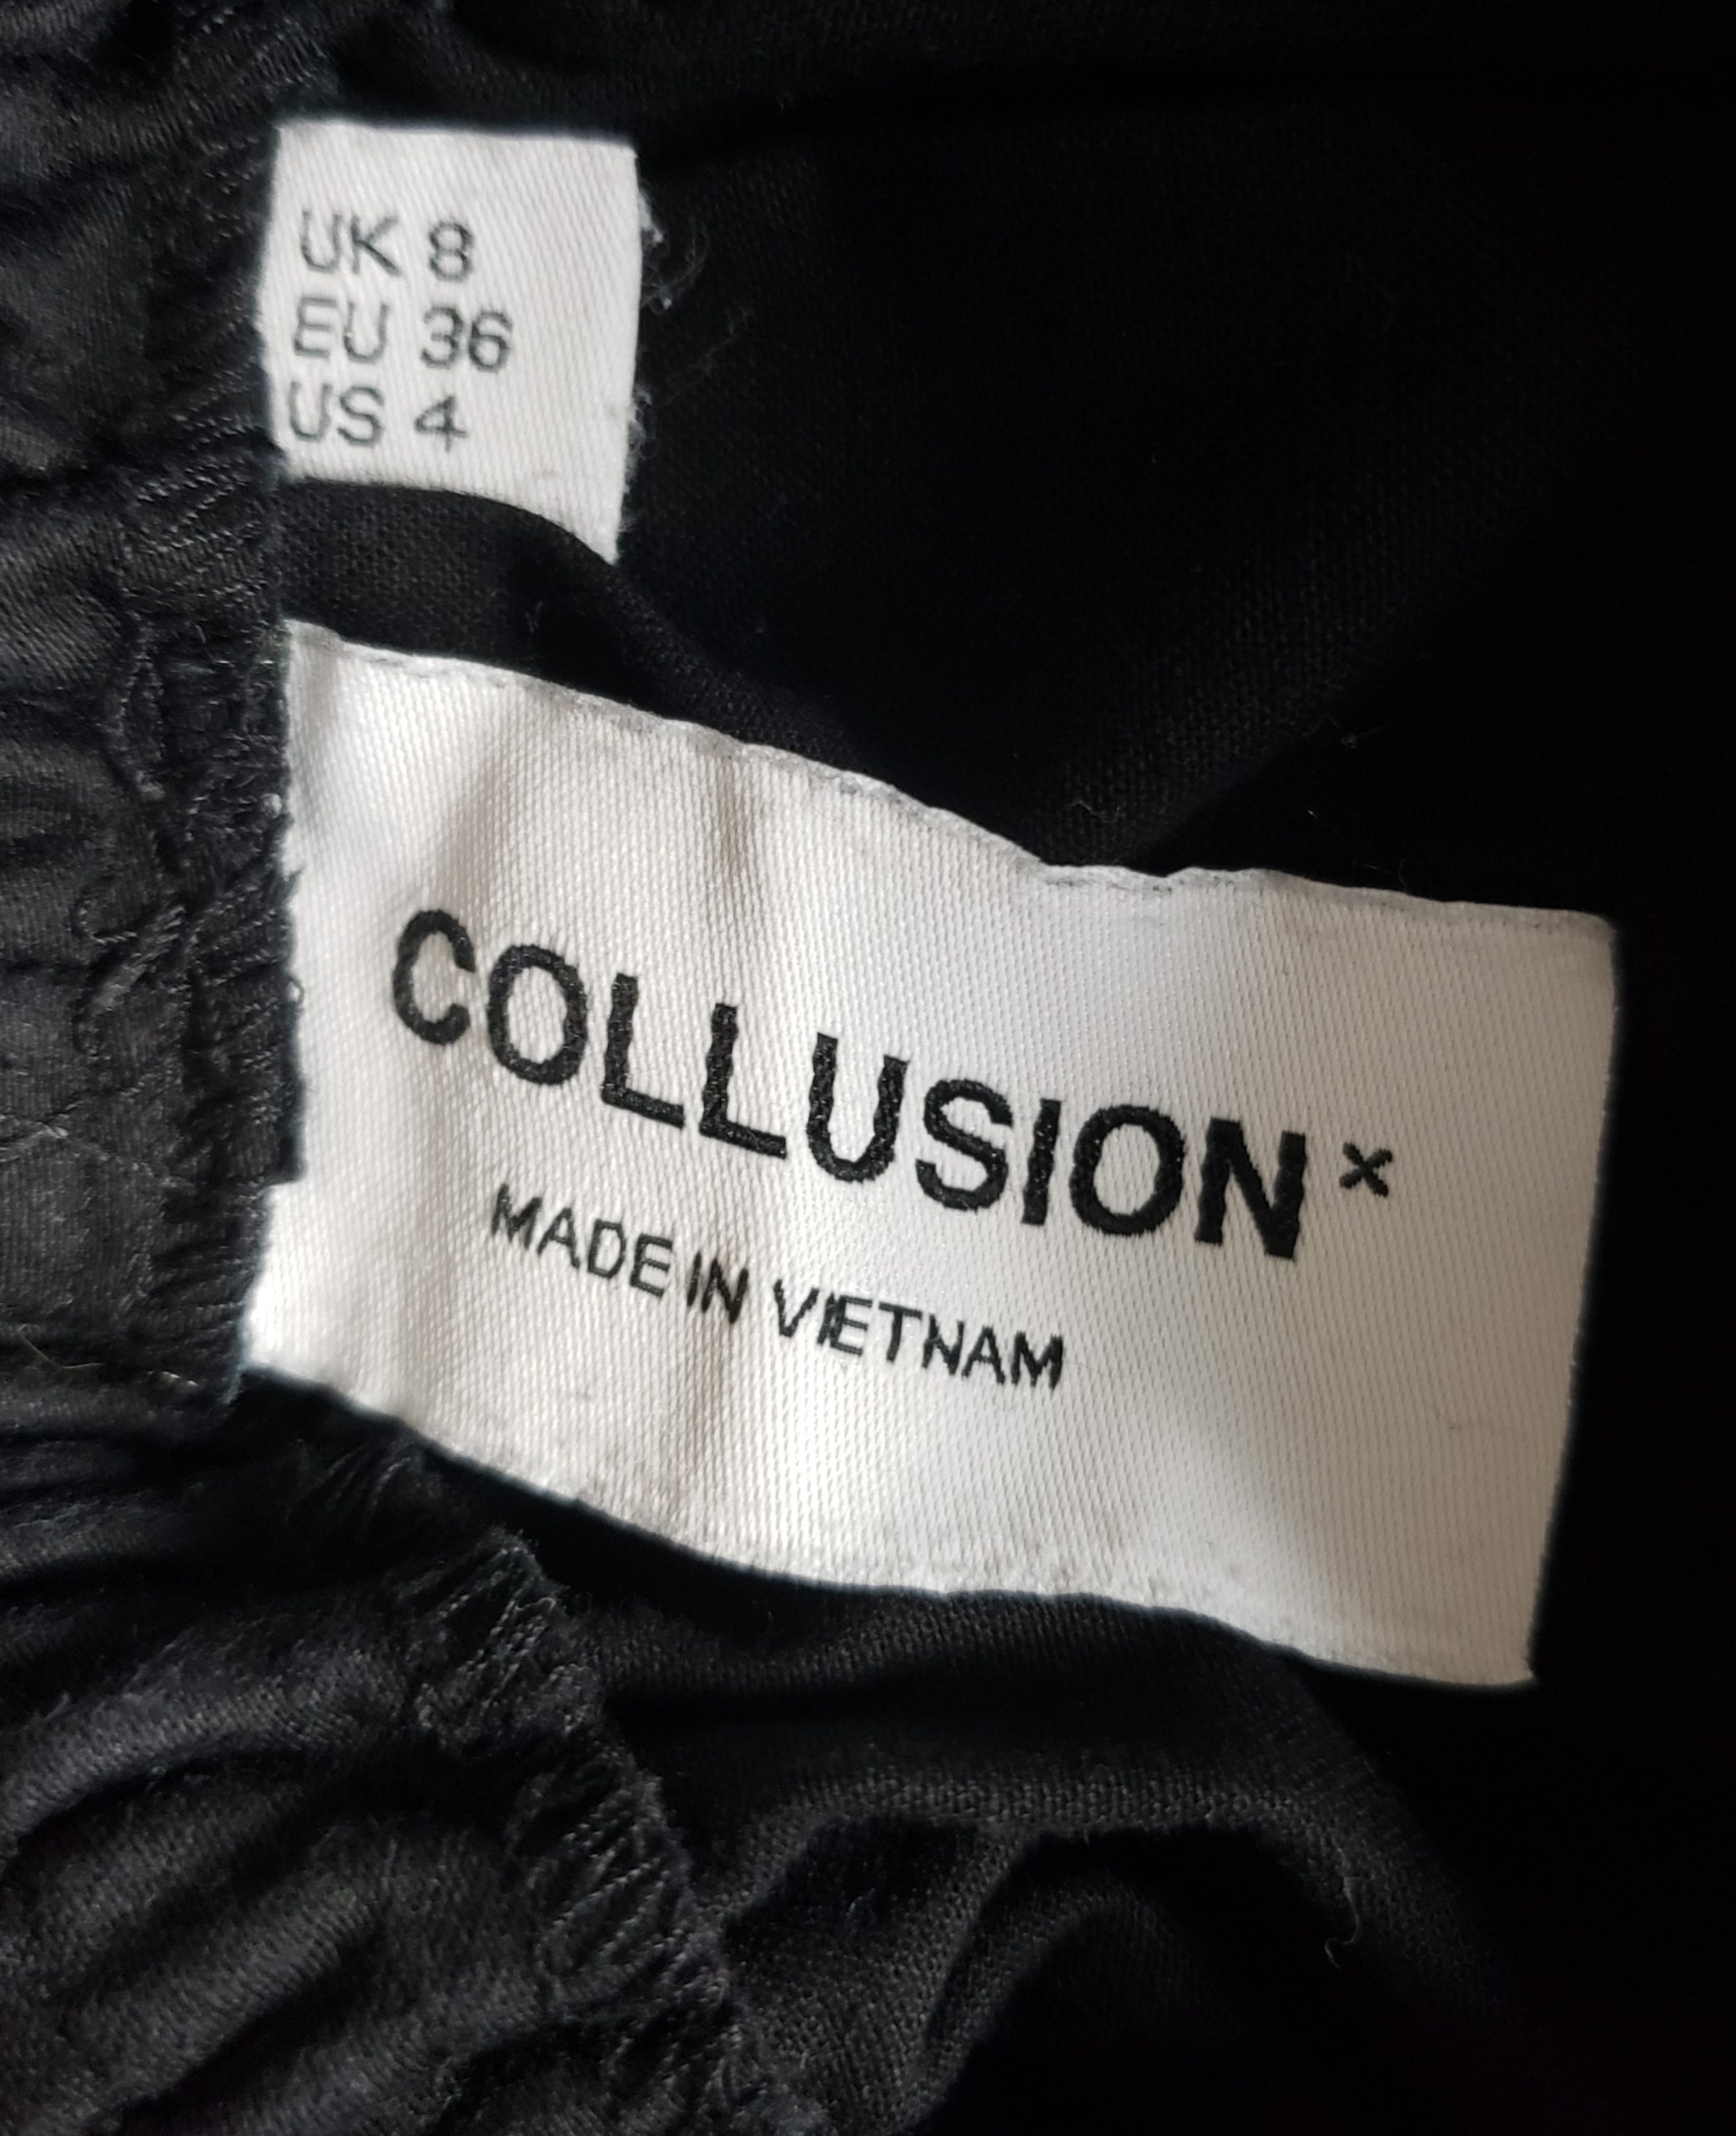 UK 8
EU 36
US 4
COLLUSION×
MADE IN VIETNAM